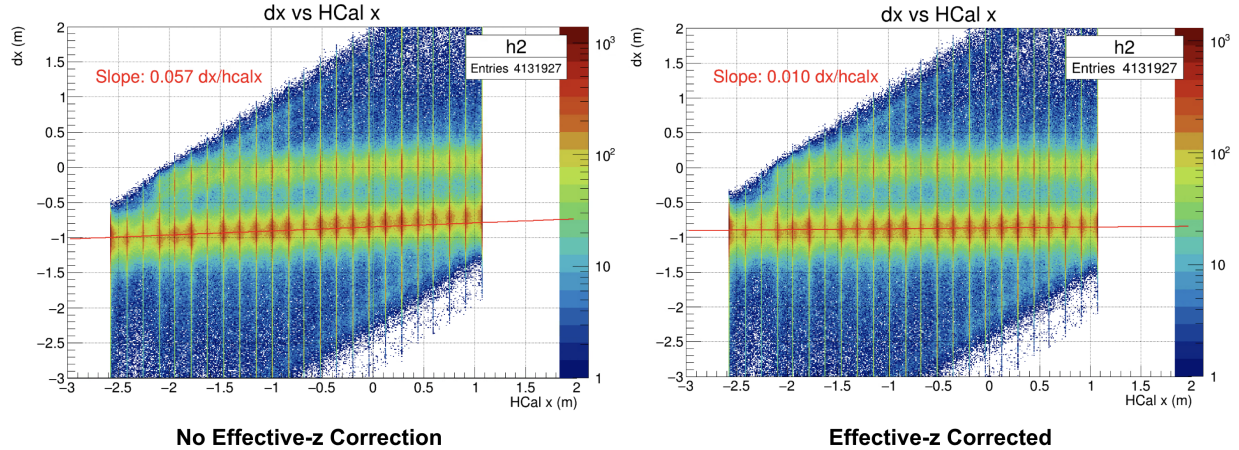 dx vs HCal x
dx (m)
h2
Entries 4131927
Slope: 0.057 dx/hcalx
2
1.5
1
0.5
0
−0.5
−1
−1.5
−2
−2.5
−3
−3 −2.5 −2 −1.5 −1 −0.5 0 0.5 1 1.5 2
HCal x (m)
10³
10²
10
1
No Effective-z Correction
dx vs HCal x
dx (m)
h2
Entries 4131927
Slope: 0.010 dx/hcalx
2
1.5
1
0.5
0
−0.5
−1
−1.5
−2
−2.5
−3
−3 −2.5 −2 −1.5 −1 −0.5 0 0.5 1 1.5 2
HCal x (m)
10³
10²
10
1
Effective-z Corrected